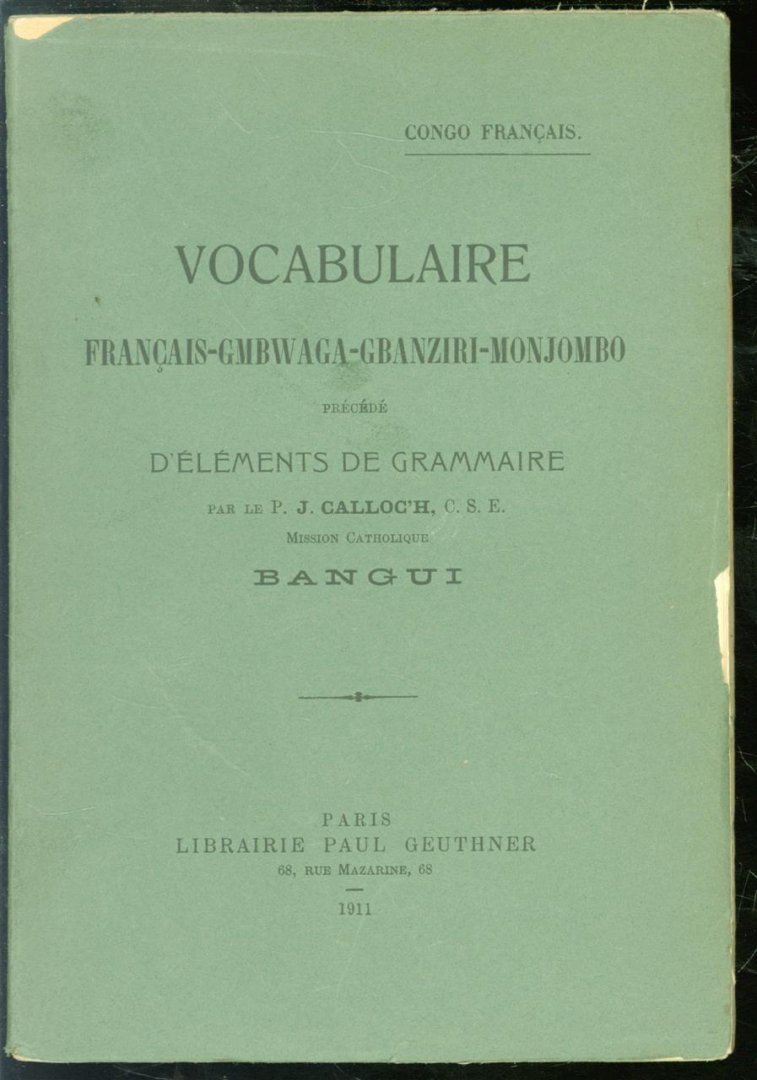 CONGO FRANÇAIS.
VOCABULAIRE
FRANÇAIS-GMBWAGA-GBANZIRI-MONJOMBO
PRÉCÉDÉ
D'ÉLÉMENTS DE GRAMMAIRE
PAR LE P. J. CALLOC'H, C. S. E.
MISSION CATHOLIQUE
BANGUI
PARIS
LIBRAIRIE PAUL GEUTHNER
68, RUE MAZARINE, 68
1911